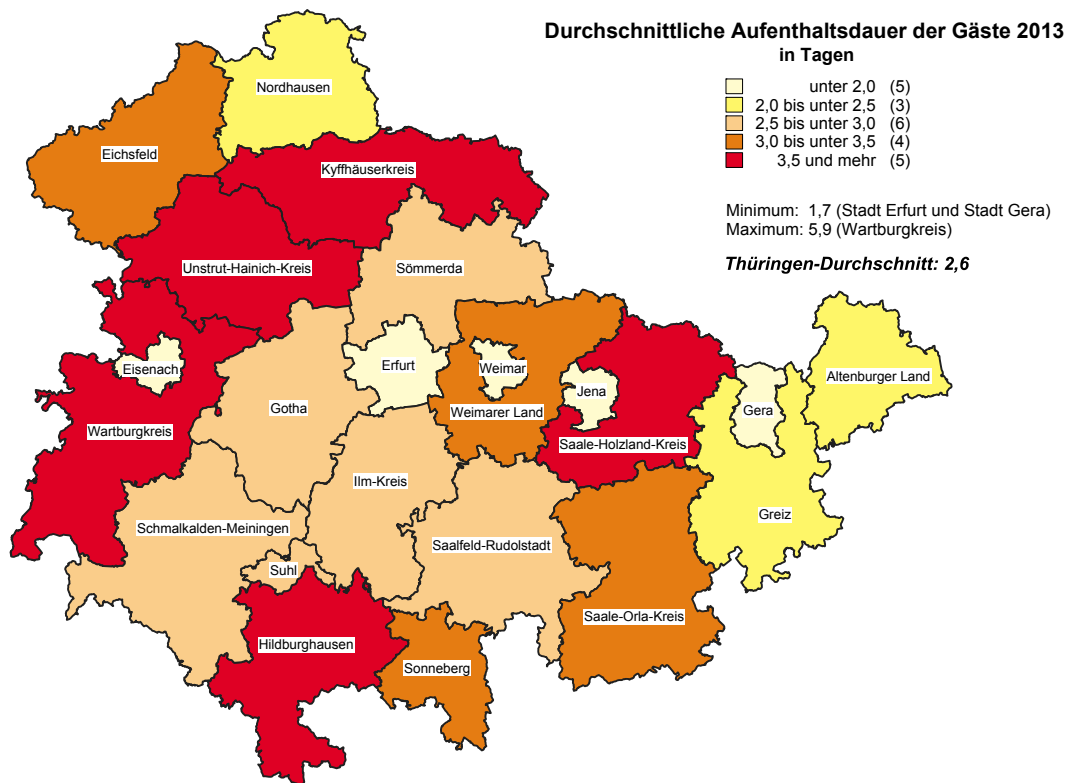 Durchschnittliche Aufenthaltsdauer der Gäste 2013
in Tagen
unter 2,0 (5)
2,0 bis unter 2,5 (3)
2,5 bis unter 3,0 (6)
3,0 bis unter 3,5 (4)
3,5 und mehr (5)
Minimum: 1,7 (Stadt Erfurt und Stadt Gera)
Maximum: 5,9 (Wartburgkreis)
Thüringen-Durchschnitt: 2,6
Nordhausen
Eichsfeld
Kyffhäuserkreis
Unstrut-Hainich-Kreis
Sömmerda
Eisenach
Erfurt
Weimar
Altenburger Land
Jena
Gotha
Weimarer Land
Gera
Wartburgkreis
Saale-Holzland-Kreis
Ilm-Kreis
Greiz
Schmalkalden-Meiningen
Saalfeld-Rudolstadt
Suhl
Saale-Orla-Kreis
Hildburghausen
Sonneberg